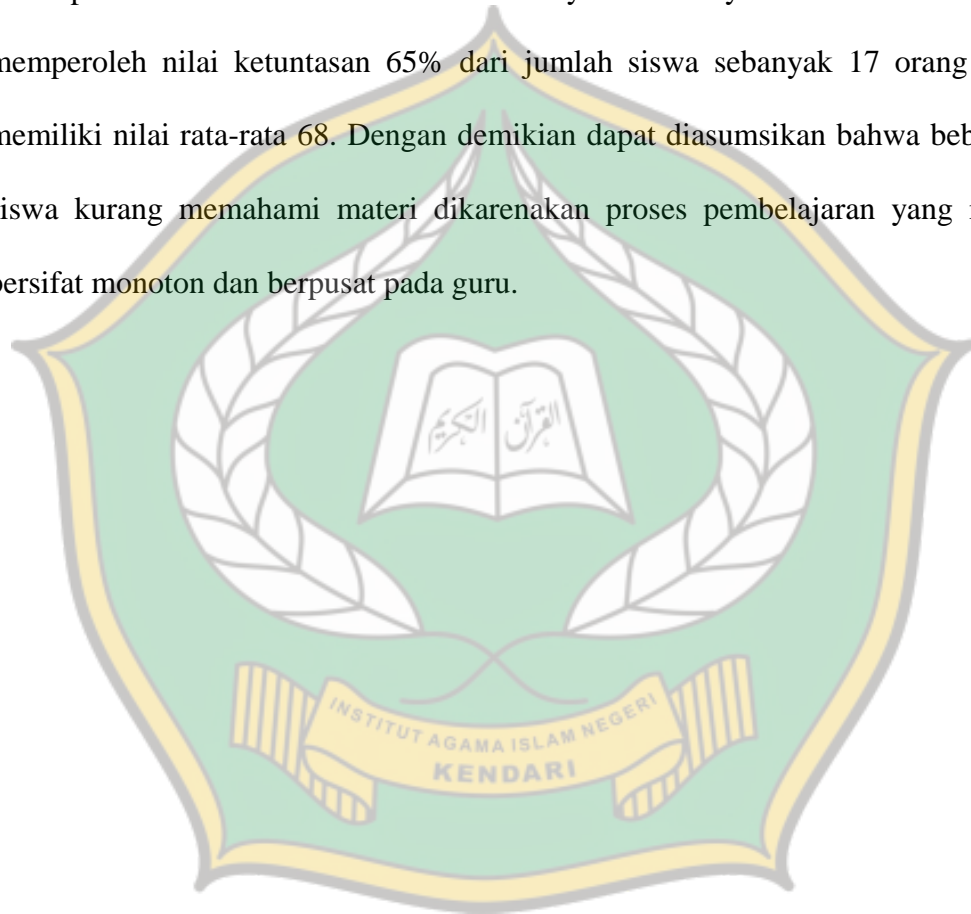 memperoleh nilai ketuntasan 65% dari jumlah siswa sebanyak 17 orang
memiliki nilai rata-rata 68. Dengan demikian dapat diasumsikan bahwa beb
siswa kurang memahami materi dikarenakan proses pembelajaran yang
bersifat monoton dan berpusat pada guru.
القرآن الكريم
INSTITUT AGAMA ISLAM NEGERI
KENDARI